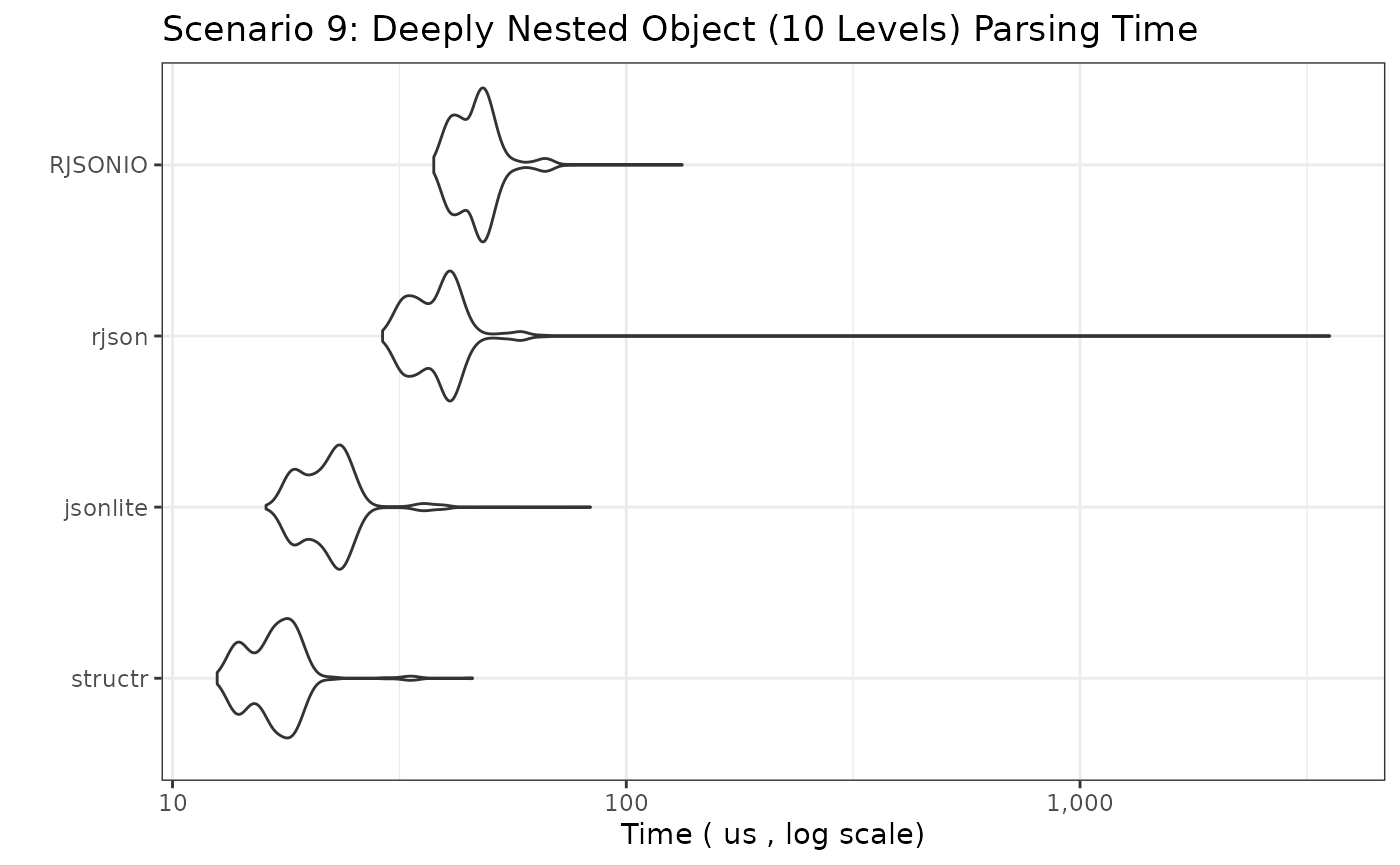 Scenario 9: Deeply Nested Object (10 Levels) Parsing Time
RJSONIO
rjson
jsonlite
structr
10 100 1,000
Time ( us , log scale)